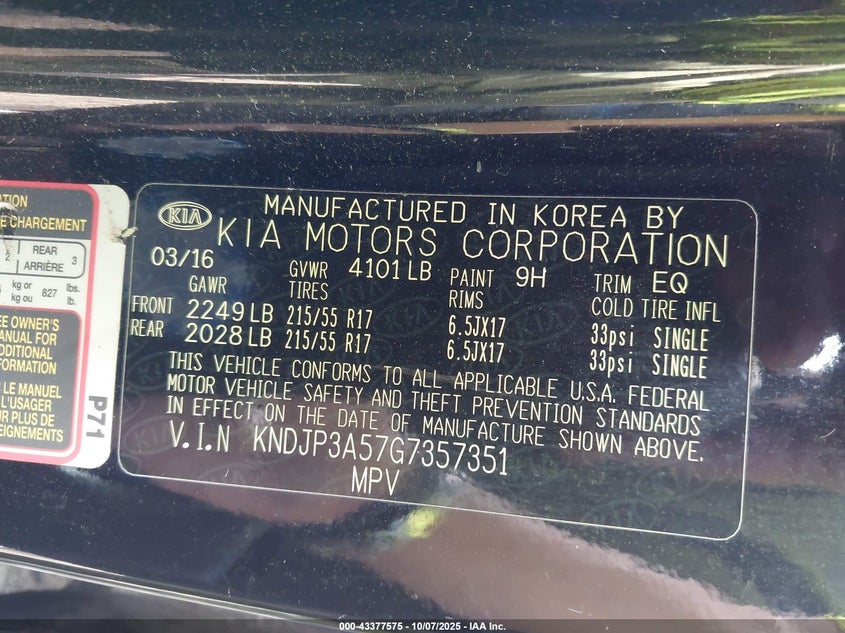 ATION
E CHARGEMENT
2
REAR
ARRIÈRE
3
kg or
kg ou
827
lbs.
lb.
EE OWNER'S
MANUAL FOR
ADDITIONAL
FORMATION
LE MANUEL
L'USAGER
UR PLUS DE
EIGNEMENTS
P71
KIA
MANUFACTURED IN KOREA BY
KIA MOTORS CORPORATION
03/16 GVWR 4101 LB PAINT 9H TRIM EQ
GAWR TIRES RIMS COLD TIRE INFL
FRONT 2249 LB 215/55 R17 6.5JX17 33psi SINGLE
REAR 2028 LB 215/55 R17 6.5JX17 33psi SINGLE
THIS VEHICLE CONFORMS TO ALL APPLICABLE U.S.A. FEDERAL
MOTOR VEHICLE SAFETY AND THEFT PREVENTION STANDARDS
IN EFFECT ON THE DATE OF MANUFACTURE SHOWN ABOVE.
V.I.N KNDJP3A57G7357351
MPV
000-43377575 - 10/07/2025 - IAA Inc.